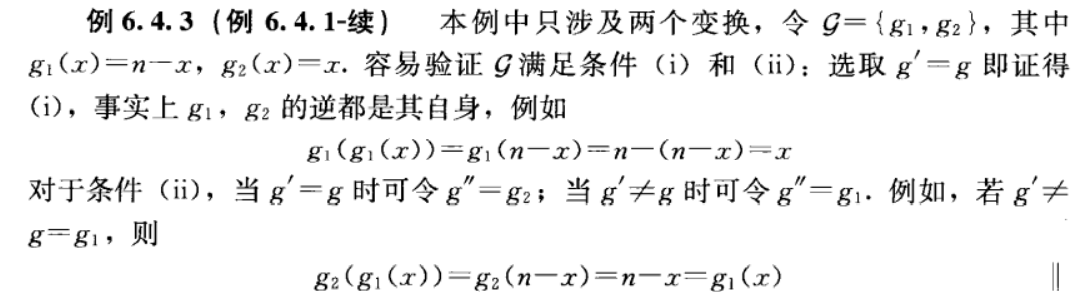 例 6.4.3 (例 6.4.1-续) 本例中只涉及两个变换，令 𝒢={g₁,g₂}，其中
g₁(x)=n−x，g₂(x)=x. 容易验证 𝒢 满足条件（i）和（ii）：选取 g′=g 即证得
（i），事实上 g₁，g₂ 的逆都是其自身，例如
g₁(g₁(x))=g₁(n−x)=n−(n−x)=x
对于条件（ii），当 g′=g 时可令 g″=g₂；当 g′≠g 时可令 g″=g₁. 例如，若 g′≠
g=g₁，则
g₂(g₁(x))=g₂(n−x)=n−x=g₁(x) ‖